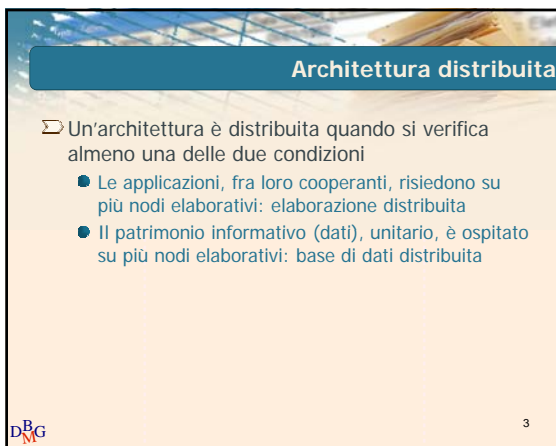 Architettura distribuita
Un'architettura è distribuita quando si verifica
almeno una delle due condizioni
Le applicazioni, fra loro cooperanti, risiedono su
più nodi elaborativi: elaborazione distribuita
Il patrimonio informativo (dati), unitario, è ospitato
su più nodi elaborativi: base di dati distribuita
DBMG
3